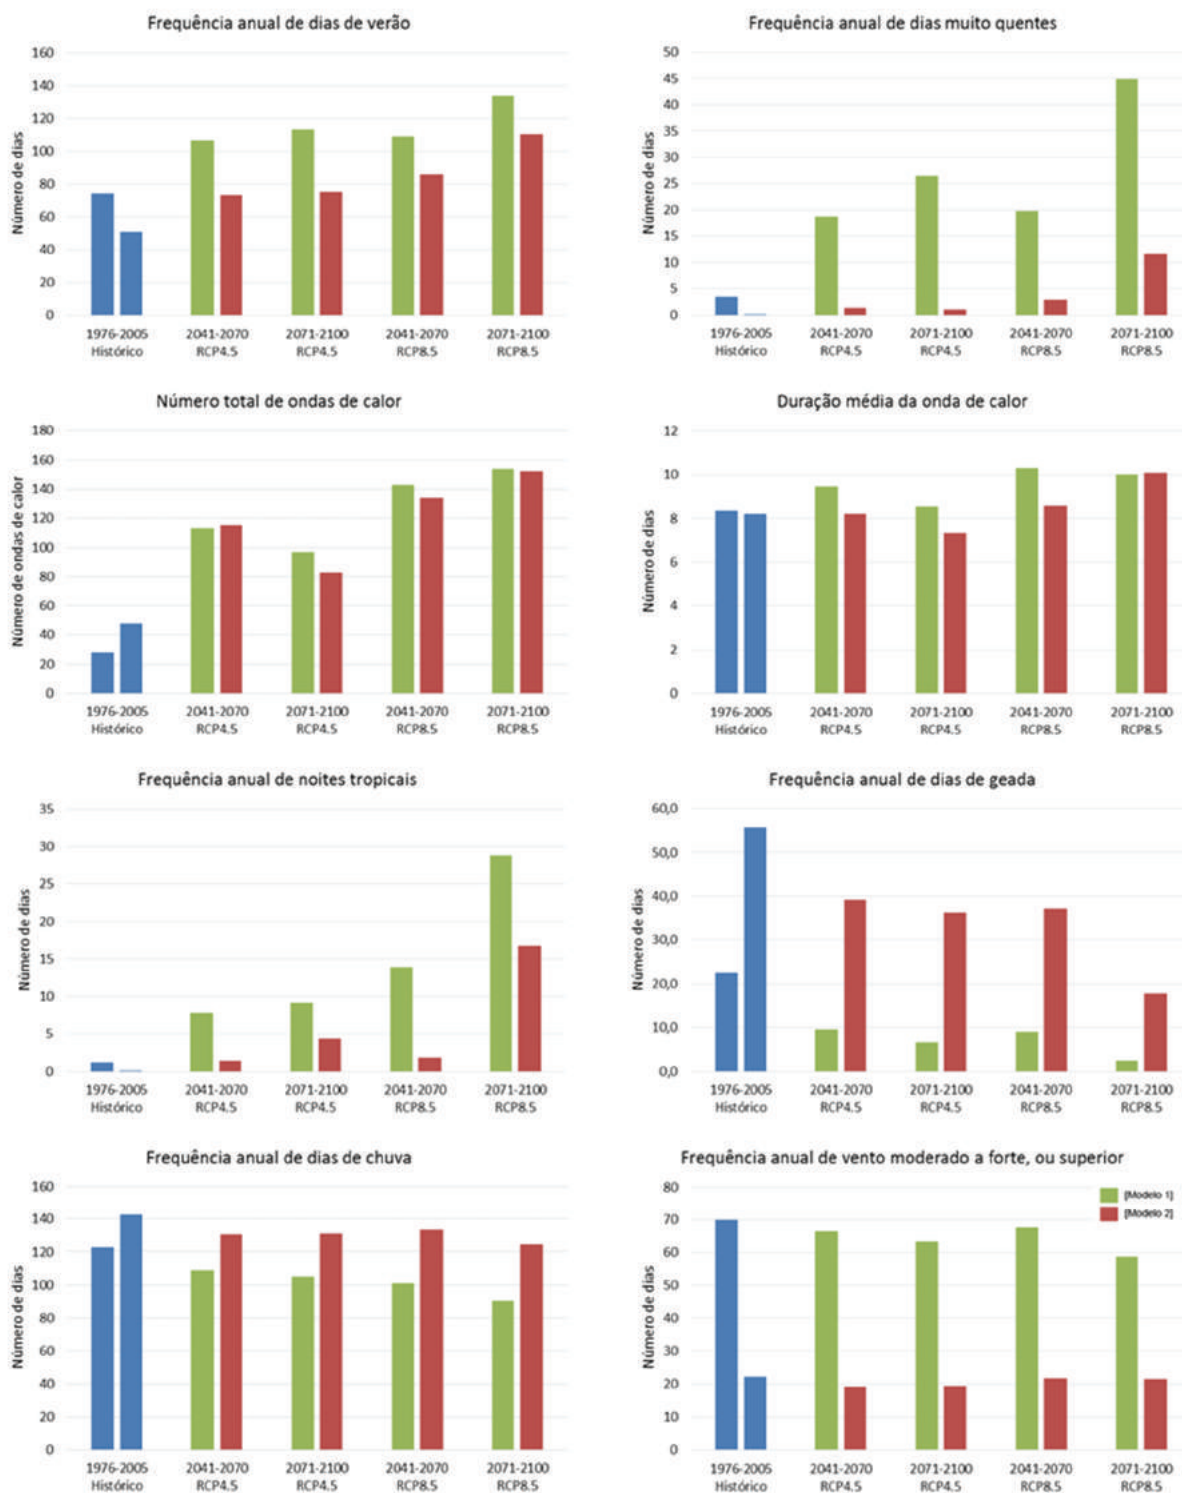 Frequência anual de dias de verão
Número de dias
160
140
120
100
80
60
40
20
0
1976-2005 2041-2070 2071-2100 2041-2070 2071-2100
Histórico RCP4.5 RCP4.5 RCP8.5 RCP8.5
Frequência anual de dias muito quentes
Número de dias
50
45
40
35
30
25
20
15
10
5
0
1976-2005 2041-2070 2071-2100 2041-2070 2071-2100
Histórico RCP4.5 RCP4.5 RCP8.5 RCP8.5
Número total de ondas de calor
Número de ondas de calor
180
160
140
120
100
80
60
40
20
0
1976-2005 2041-2070 2071-2100 2041-2070 2071-2100
Histórico RCP4.5 RCP4.5 RCP8.5 RCP8.5
Duração média da onda de calor
Número de dias
12
10
8
6
4
2
0
1976-2005 2041-2070 2071-2100 2041-2070 2071-2100
Histórico RCP4.5 RCP4.5 RCP8.5 RCP8.5
Frequência anual de noites tropicais
Número de dias
35
30
25
20
15
10
5
0
1976-2005 2041-2070 2071-2100 2041-2070 2071-2100
Histórico RCP4.5 RCP4.5 RCP8.5 RCP8.5
Frequência anual de dias de geada
Número de dias
60,0
50,0
40,0
30,0
20,0
10,0
0,0
1976-2005 2041-2070 2071-2100 2041-2070 2071-2100
Histórico RCP4.5 RCP4.5 RCP8.5 RCP8.5
Frequência anual de dias de chuva
Número de dias
160
140
120
100
80
60
40
20
0
1976-2005 2041-2070 2071-2100 2041-2070 2071-2100
Histórico RCP4.5 RCP4.5 RCP8.5 RCP8.5
Frequência anual de vento moderado a forte, ou superior
Número de dias
80
70
60
50
40
30
20
10
0
[Modelo 1]
[Modelo 2]
1976-2005 2041-2070 2071-2100 2041-2070 2071-2100
Histórico RCP4.5 RCP4.5 RCP8.5 RCP8.5